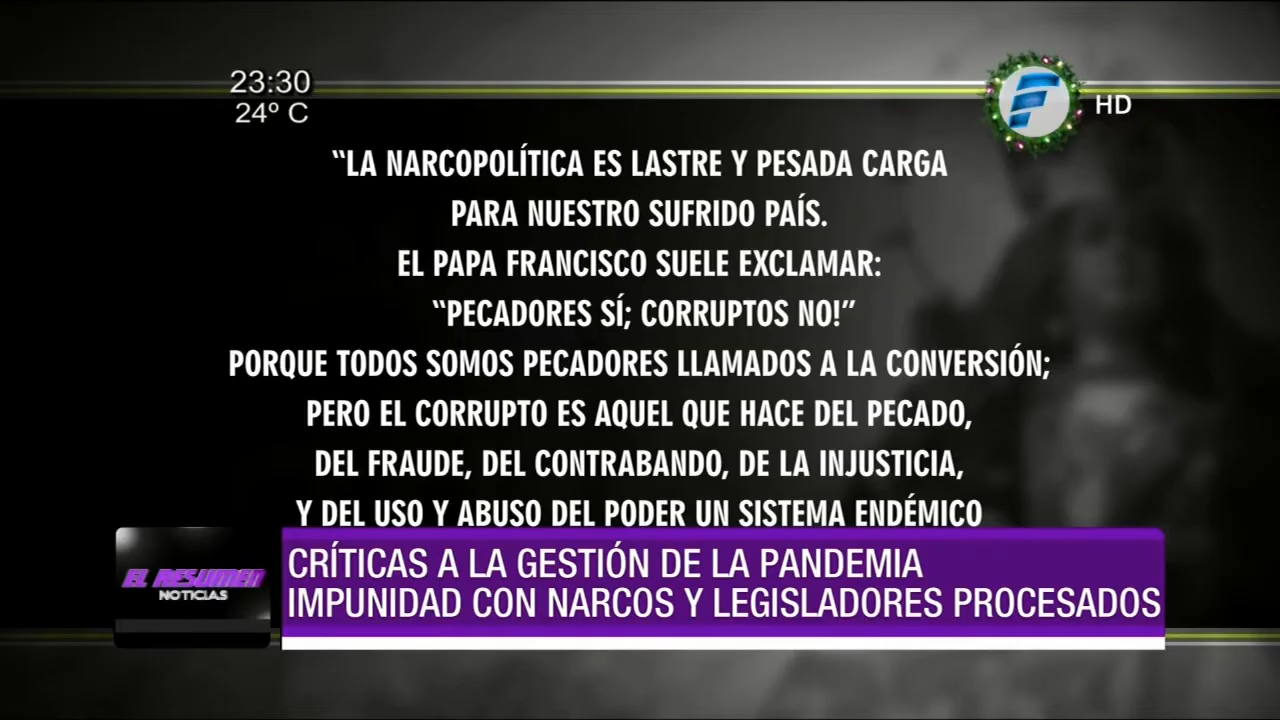 23:30
24º C
HD
“LA NARCOPOLÍTICA ES LASTRE Y PESADA CARGA
PARA NUESTRO SUFRIDO PAÍS.
EL PAPA FRANCISCO SUELE EXCLAMAR:
“PECADORES SÍ; CORRUPTOS NO!”
PORQUE TODOS SOMOS PECADORES LLAMADOS A LA CONVERSIÓN;
PERO EL CORRUPTO ES AQUEL QUE HACE DEL PECADO,
DEL FRAUDE, DEL CONTRABANDO, DE LA INJUSTICIA,
Y DEL USO Y ABUSO DEL PODER UN SISTEMA ENDÉMICO
EL RESUMEN
NOTICIAS
CRÍTICAS A LA GESTIÓN DE LA PANDEMIA
IMPUNIDAD CON NARCOS Y LEGISLADORES PROCESADOS